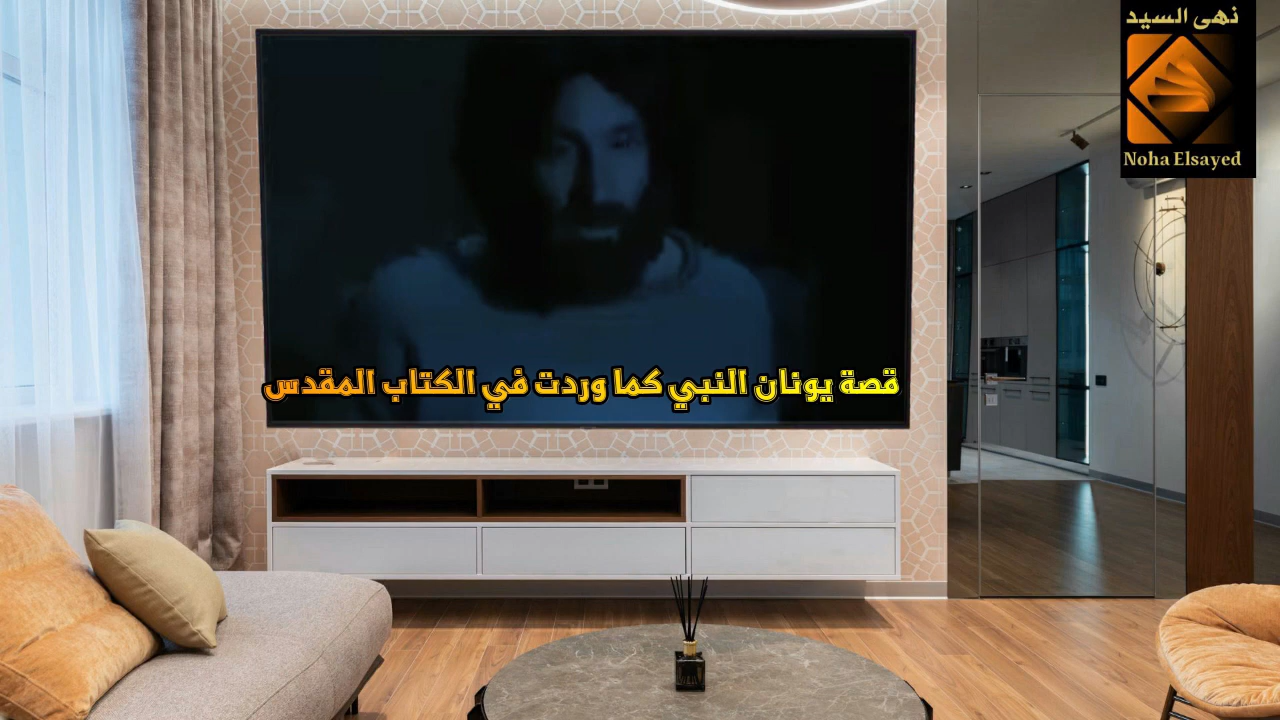 نهى السيد
Noha Elsayed
قصة يونان النبي كما وردت في الكتاب المقدس